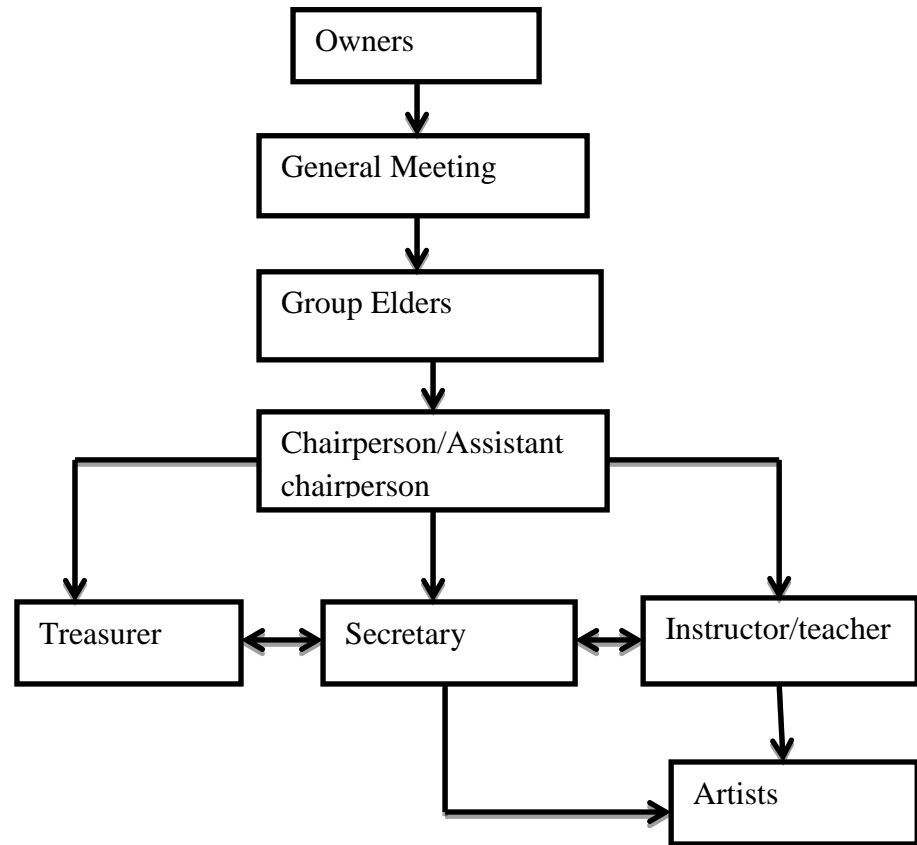 Owners
General Meeting
Group Elders
Chairperson/Assistant
chairperson
Treasurer
Secretary
Instructor/teacher
Artists